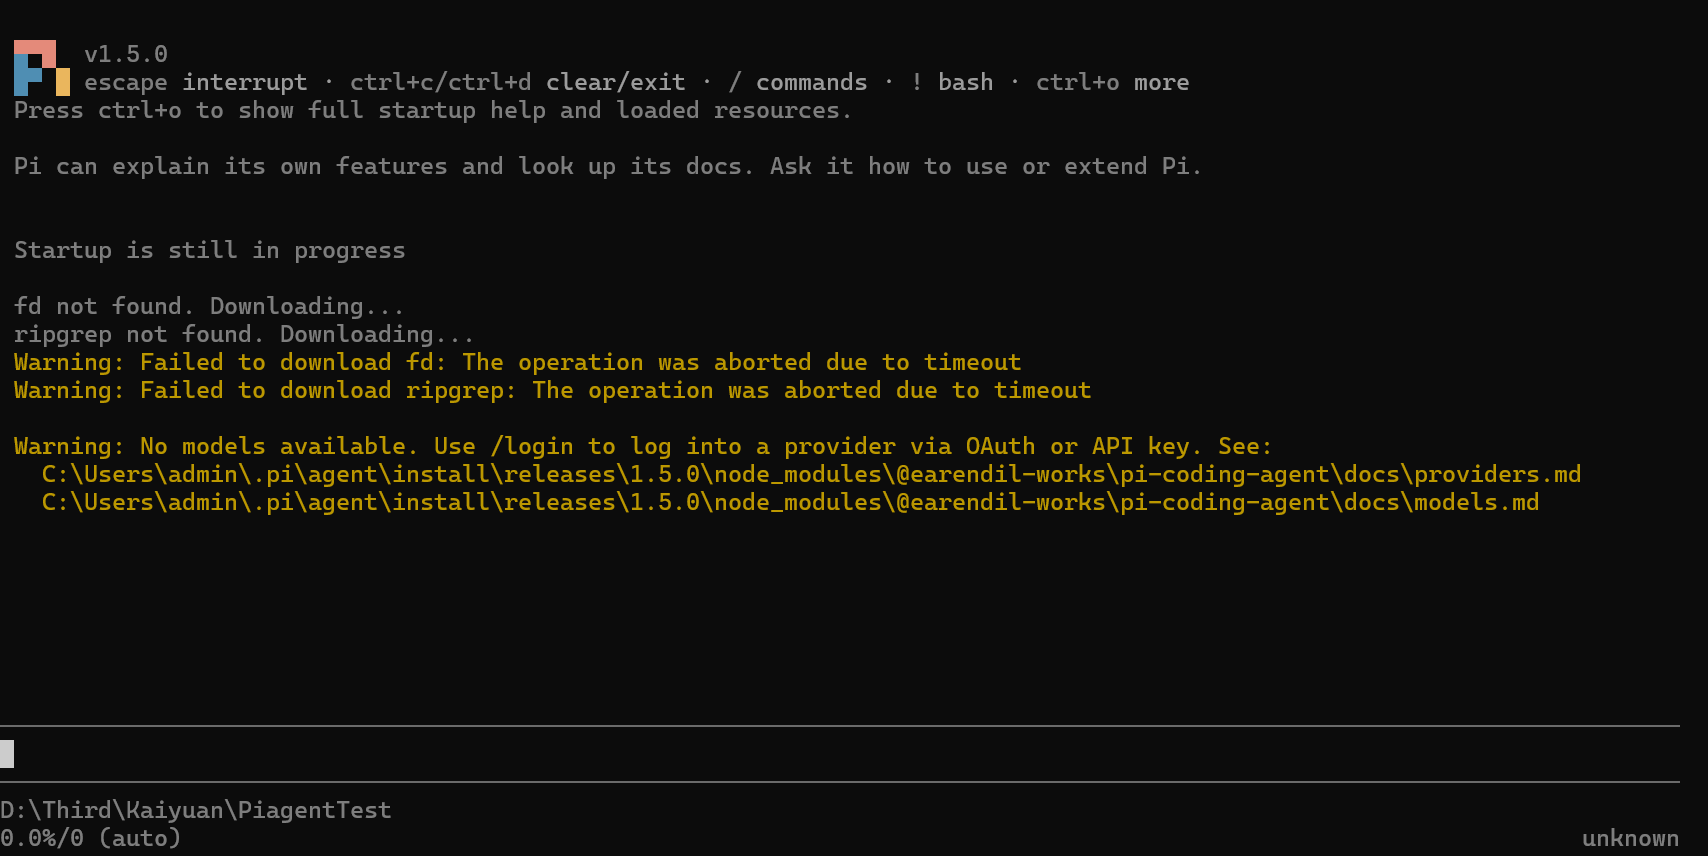 v1.5.0
escape interrupt · ctrl+c/ctrl+d clear/exit · / commands · ! bash · ctrl+o more
Press ctrl+o to show full startup help and loaded resources.
Pi can explain its own features and look up its docs. Ask it how to use or extend Pi.
Startup is still in progress
fd not found. Downloading...
ripgrep not found. Downloading...
Warning: Failed to download fd: The operation was aborted due to timeout
Warning: Failed to download ripgrep: The operation was aborted due to timeout
Warning: No models available. Use /login to log into a provider via OAuth or API key. See:
C:\Users\admin\.pi\agent\install\releases\1.5.0\node_modules\@earendil-works\pi-coding-agent\docs\providers.md
C:\Users\admin\.pi\agent\install\releases\1.5.0\node_modules\@earendil-works\pi-coding-agent\docs\models.md
D:\Third\Kaiyuan\PiagentTest
0.0%/0 (auto) unknown